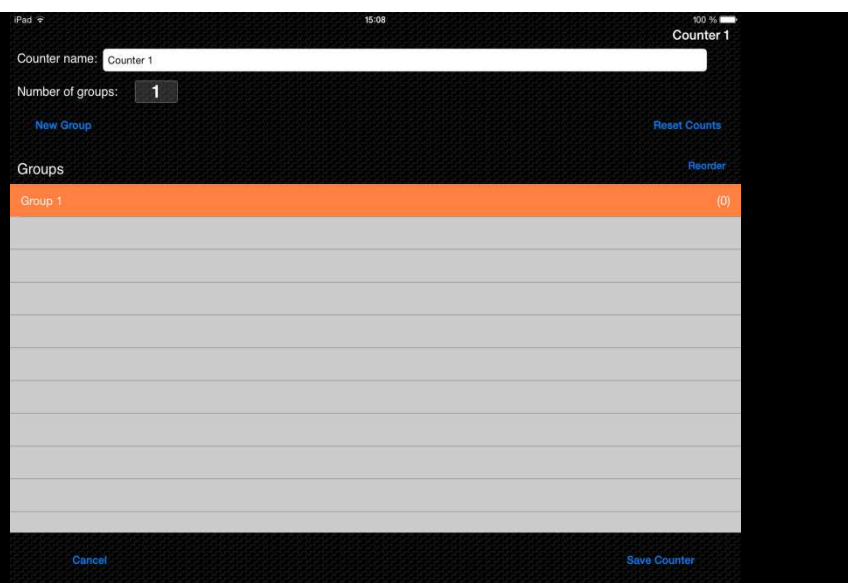 iPad 15:08 100 %
Counter 1
Counter name: Counter 1
Number of groups: 1
New Group Reset Counts
Groups Reorder
Group 1 (0)
Cancel Save Counter